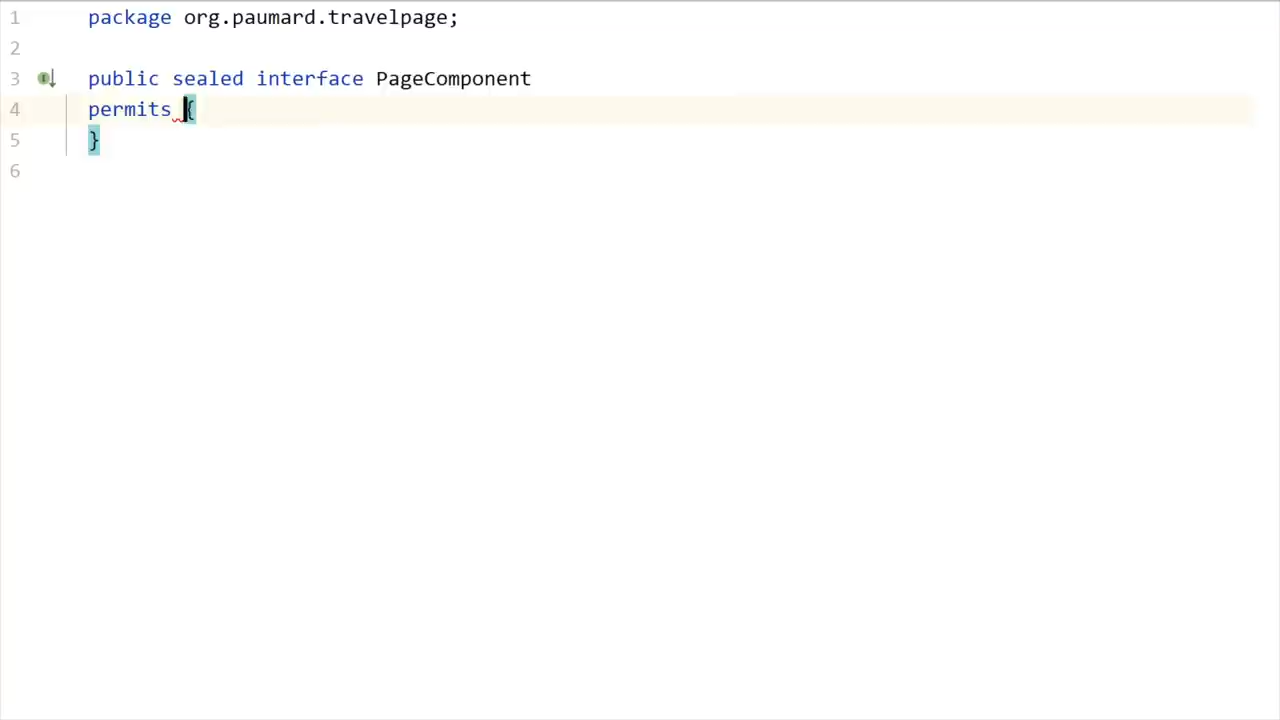 1 package org.paumard.travelpage;
2
3 public sealed interface PageComponent
4 permits {
5 }
6